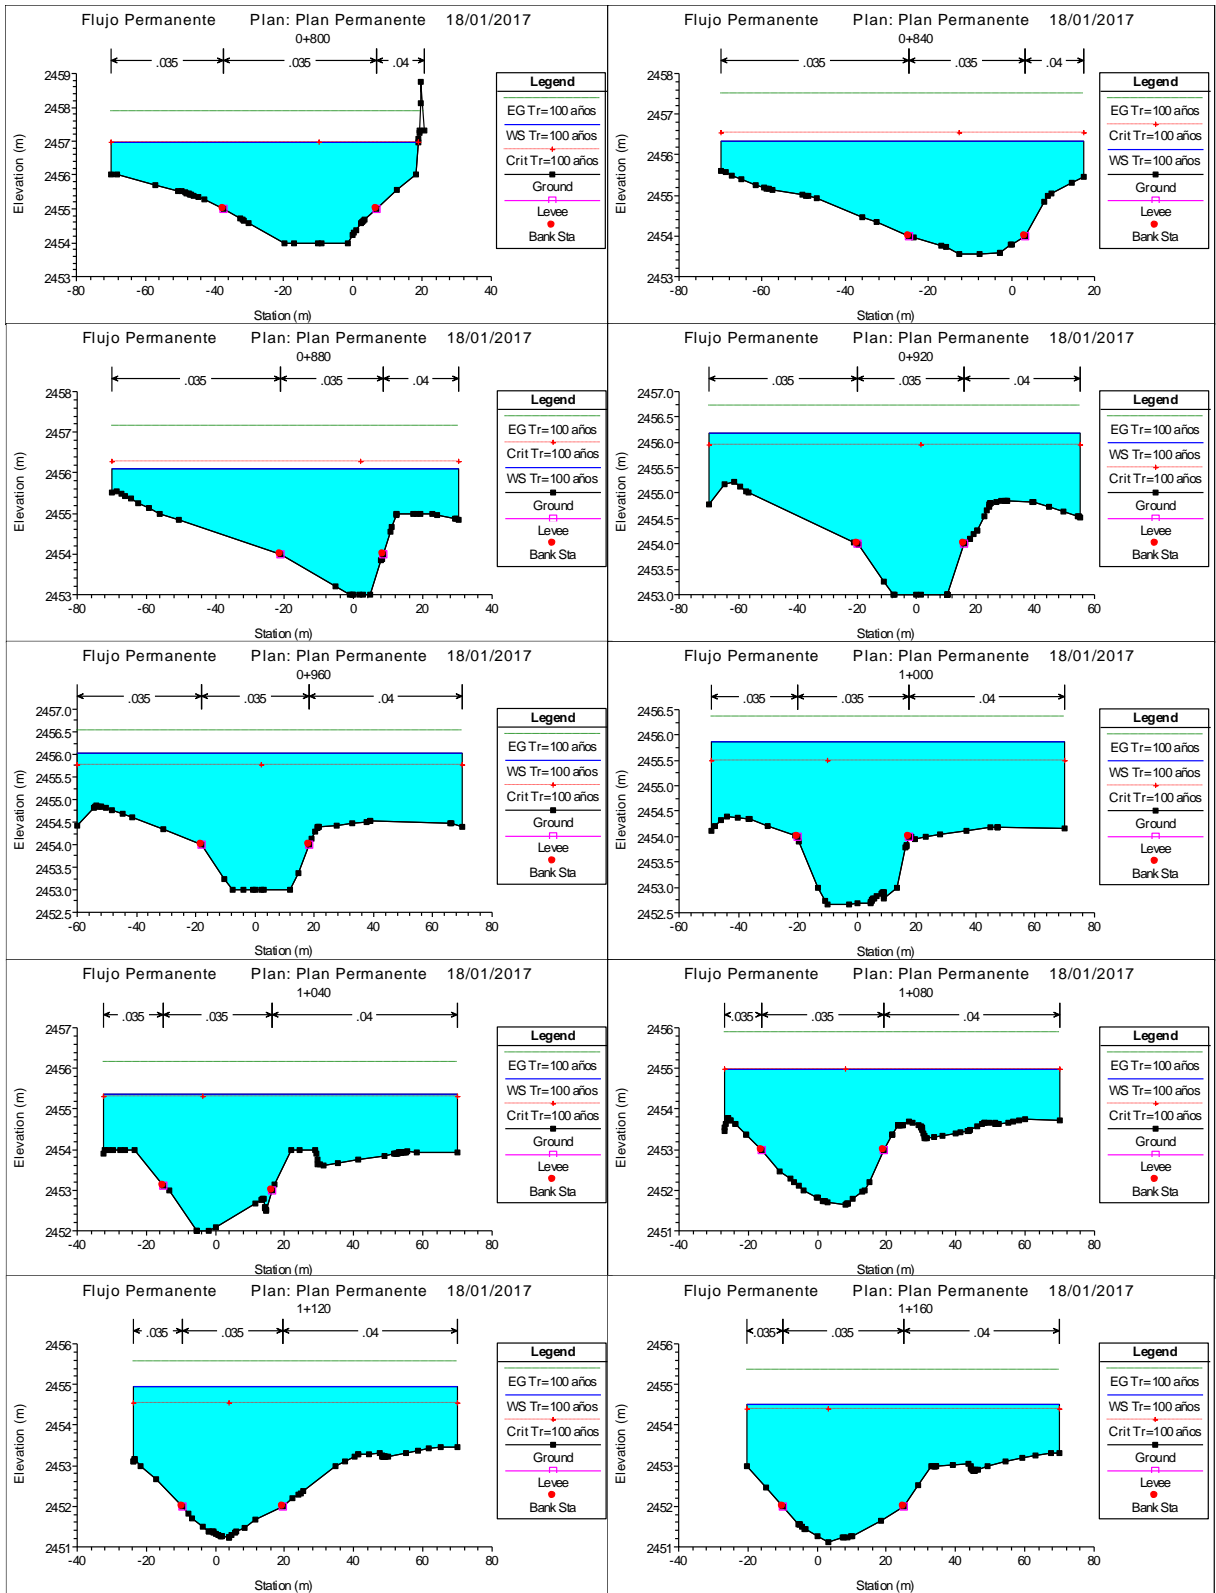 Flujo Permanente Plan: Plan Permanente 18/01/2017
0+800
.035 .035 .04
Elevation (m)
2459
2458
2457
2456
2455
2454
2453
-80 -60 -40 -20 0 20 40
Station (m)
Legend
EG Tr=100 años
WS Tr=100 años
Crit Tr=100 años
Ground
Levee
Bank Sta
Flujo Permanente Plan: Plan Permanente 18/01/2017
0+840
.035 .035 .04
Elevation (m)
2458
2457
2456
2455
2454
2453
-80 -60 -40 -20 0 20
Station (m)
Legend
EG Tr=100 años
Crit Tr=100 años
WS Tr=100 años
Ground
Levee
Bank Sta
Flujo Permanente Plan: Plan Permanente 18/01/2017
0+880
.035 .035 .04
Elevation (m)
2458
2457
2456
2455
2454
2453
-80 -60 -40 -20 0 20 40
Station (m)
Legend
EG Tr=100 años
Crit Tr=100 años
WS Tr=100 años
Ground
Levee
Bank Sta
Flujo Permanente Plan: Plan Permanente 18/01/2017
0+920
.035 .035 .04
Elevation (m)
2457.0
2456.5
2456.0
2455.5
2455.0
2454.5
2454.0
2453.5
2453.0
-80 -60 -40 -20 0 20 40 60
Station (m)
Legend
EG Tr=100 años
WS Tr=100 años
Crit Tr=100 años
Ground
Levee
Bank Sta
Flujo Permanente Plan: Plan Permanente 18/01/2017
0+960
.035 .035 .04
Elevation (m)
2457.0
2456.5
2456.0
2455.5
2455.0
2454.5
2454.0
2453.5
2453.0
2452.5
-60 -40 -20 0 20 40 60 80
Station (m)
Legend
EG Tr=100 años
WS Tr=100 años
Crit Tr=100 años
Ground
Levee
Bank Sta
Flujo Permanente Plan: Plan Permanente 18/01/2017
1+000
.035 .035 .04
Elevation (m)
2456.5
2456.0
2455.5
2455.0
2454.5
2454.0
2453.5
2453.0
2452.5
-60 -40 -20 0 20 40 60 80
Station (m)
Legend
EG Tr=100 años
WS Tr=100 años
Crit Tr=100 años
Ground
Levee
Bank Sta
Flujo Permanente Plan: Plan Permanente 18/01/2017
1+040
.035 .035 .04
Elevation (m)
2457
2456
2455
2454
2453
2452
-40 -20 0 20 40 60 80
Station (m)
Legend
EG Tr=100 años
WS Tr=100 años
Crit Tr=100 años
Ground
Levee
Bank Sta
Flujo Permanente Plan: Plan Permanente 18/01/2017
1+080
.035 .035 .04
Elevation (m)
2456
2455
2454
2453
2452
2451
-40 -20 0 20 40 60 80
Station (m)
Legend
EG Tr=100 años
WS Tr=100 años
Crit Tr=100 años
Ground
Levee
Bank Sta
Flujo Permanente Plan: Plan Permanente 18/01/2017
1+120
.035 .035 .04
Elevation (m)
2456
2455
2454
2453
2452
2451
-40 -20 0 20 40 60 80
Station (m)
Legend
EG Tr=100 años
WS Tr=100 años
Crit Tr=100 años
Ground
Levee
Bank Sta
Flujo Permanente Plan: Plan Permanente 18/01/2017
1+160
.035 .035 .04
Elevation (m)
2456
2455
2454
2453
2452
2451
-40 -20 0 20 40 60 80
Station (m)
Legend
EG Tr=100 años
WS Tr=100 años
Crit Tr=100 años
Ground
Levee
Bank Sta